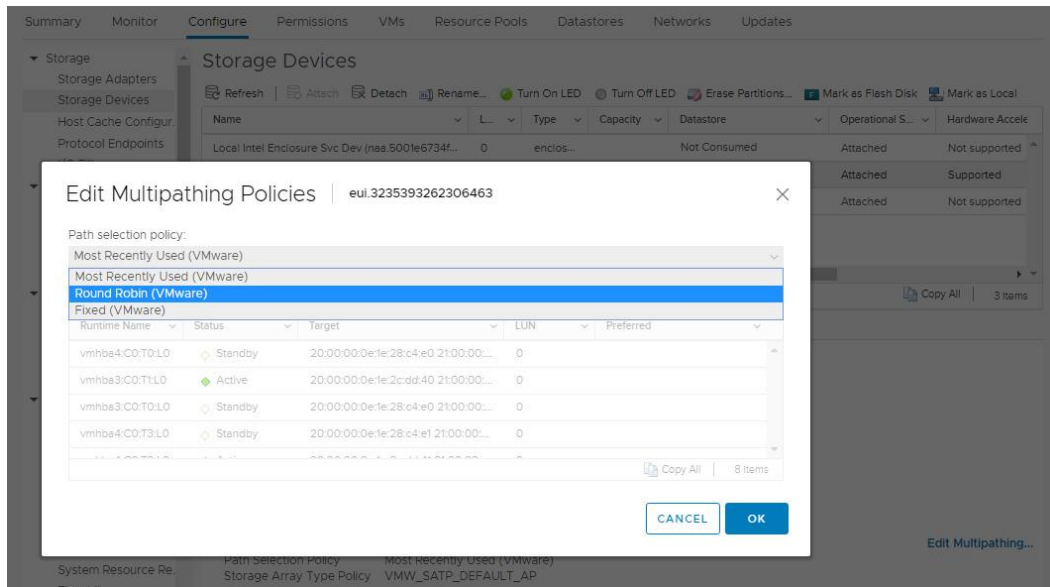 Summary Monitor Configure Permissions VMs Resource Pools Datastores Networks Updates
Storage
Storage Adapters
Storage Devices
Host Cache Configur.
Protocol Endpoints
Storage Devices
Refresh Attach Detach Rename... Turn On LED Turn Off LED Erase Partitions... Mark as Flash Disk Mark as Local
Name L... Type Capacity Datastore Operational S... Hardware Accele
Local Intel Enclosure Svc Dev (naa.5001e6734f... 0 enclos... Not Consumed Attached Not supported
Attached Supported
Attached Not supported
Copy All 3 items
Edit Multipathing Policies eui.3235393262306463
Path selection policy:
Most Recently Used (VMware)
Most Recently Used (VMware)
Round Robin (VMware)
Fixed (VMware)
Runtime Name Status Target LUN Preferred
vmhba4:C0:T0:L0 Standby 20:00:00:0e:1e:28:c4:e0 21:00:00:... 0
vmhba3:C0:T1:L0 Active 20:00:00:0e:1e:2c:dd:40 21:00:00:... 0
vmhba3:C0:T0:L0 Standby 20:00:00:0e:1e:28:c4:e0 21:00:00:... 0
vmhba4:C0:T3:L0 Standby 20:00:00:0e:1e:28:c4:e1 21:00:00:... 0
Copy All 8 items
CANCEL OK
Edit Multipathing...
Path Selection Policy Most Recently Used (VMware)
System Resource Re.
Storage Array Type Policy VMW_SATP_DEFAULT_AP